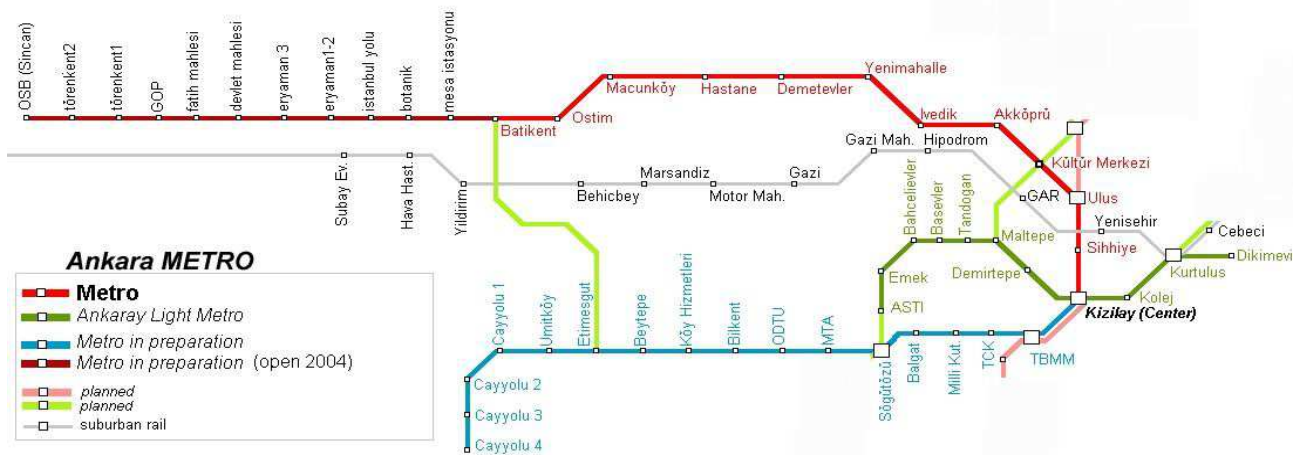 OSB (Sincan)
törenkent2
törenkent1
GOP
fatih mahlesi
devlet mahlesi
eryaman 3
eryaman1-2
istanbul yolu
botanik
mesa istasyonu
Batikent
Ostim
Macunköy
Hastane
Demetevler
Yenimahalle
İvedik
Akköprü
Kültür Merkezi
Ulus
Sihhiye
Kizilay (Center)
Subay Ev.
Hava Hast.
Yildirim
Behicbey
Marsandiz
Motor Mah.
Gazi
Gazi Mah.
Hipodrom
GAR
Yenisehir
Cebeci
Bahcelievler
Basevler
Tandogan
Maltepe
Demirtepe
Emek
ASTI
Kolej
Kurtulus
Dikimevi
Cayyolu 1
Umitköy
Etimesgut
Beytepe
Köy Hizmetleri
Bilkent
ODTU
MTA
Sögütözü
Balgat
Milli Kut.
TCK
TBMM
Cayyolu 2
Cayyolu 3
Cayyolu 4
Ankara METRO
Metro
Ankaray Light Metro
Metro in preparation
Metro in preparation (open 2004)
planned
planned
suburban rail